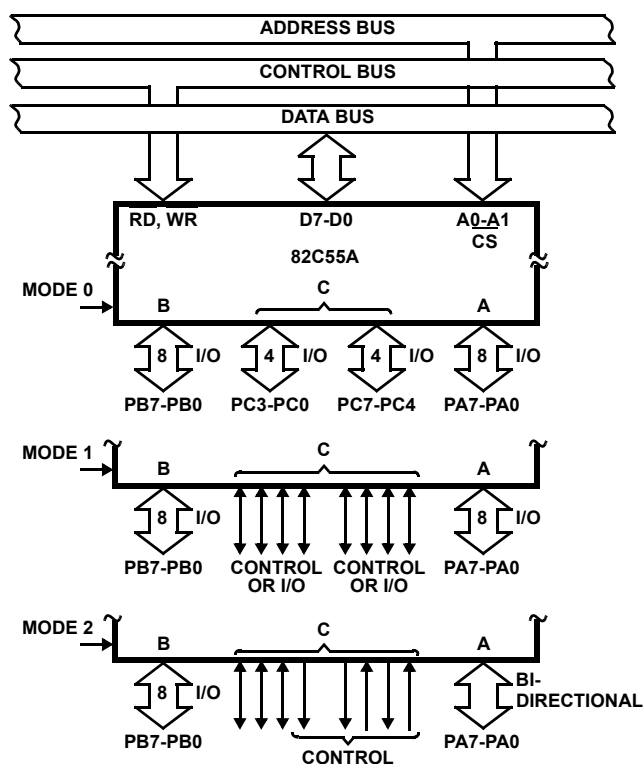 ADDRESS BUS
CONTROL BUS
DATA BUS
RD, WR D7-D0 A0-A1
CS
82C55A
MODE 0
B C A
8 I/O 4 I/O 4 I/O 8 I/O
PB7-PB0 PC3-PC0 PC7-PC4 PA7-PA0
MODE 1
B C A
8 I/O 8 I/O
PB7-PB0 CONTROL CONTROL PA7-PA0
OR I/O OR I/O
MODE 2
B C A
8 I/O BI-
DIRECTIONAL
PB7-PB0 PA7-PA0
CONTROL